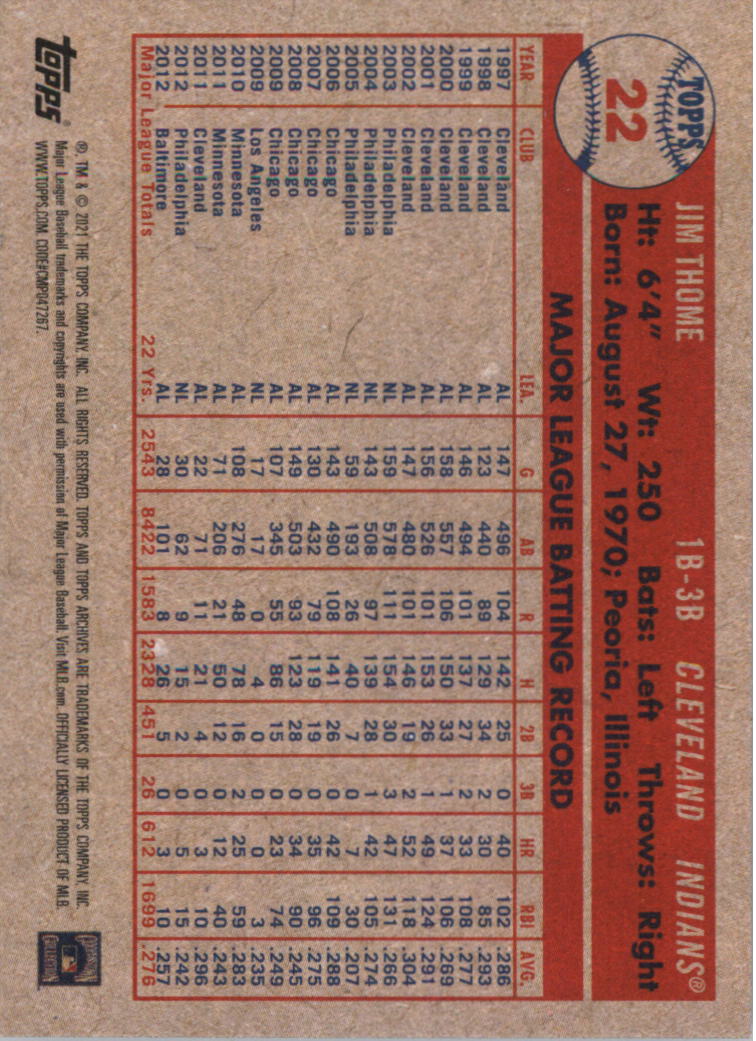 TOPPS
22
JIM THOME 1B-3B CLEVELAND INDIANS®
Ht: 6'4" Wt: 250 Bats: Left Throws: Right
Born: August 27, 1970; Peoria, Illinois
MAJOR LEAGUE BATTING RECORD
YEAR CLUB LEA. G AB R H 2B 3B HR RBI AVG.
1997 Cleveland AL 147 496 104 142 25 0 40 102 .286
1998 Cleveland AL 123 440 89 129 34 2 30 85 .293
1999 Cleveland AL 146 494 101 137 27 2 33 108 .277
2000 Cleveland AL 158 557 106 150 33 1 37 106 .269
2001 Cleveland AL 156 526 101 153 26 1 49 124 .291
2002 Cleveland AL 147 480 101 146 19 2 52 118 .304
2003 Philadelphia NL 159 578 111 154 30 3 47 131 .266
2004 Philadelphia NL 143 508 97 139 28 1 42 105 .274
2005 Philadelphia NL 59 193 26 40 7 0 7 30 .207
2006 Chicago AL 143 490 108 141 26 0 42 109 .288
2007 Chicago AL 130 432 79 119 19 0 35 96 .275
2008 Chicago AL 149 503 93 123 28 0 34 90 .245
2009 Chicago AL 107 345 55 86 15 0 23 74 .249
2009 Los Angeles NL 17 17 0 4 0 0 0 3 .235
2010 Minnesota AL 108 276 48 78 16 2 25 59 .283
2011 Minnesota AL 71 206 21 50 12 0 12 40 .243
2011 Cleveland AL 22 71 11 21 4 0 3 10 .296
2012 Philadelphia NL 30 62 9 15 2 0 5 15 .242
2012 Baltimore AL 28 101 8 26 5 0 3 10 .257
Major League Totals 22 Yrs. 2543 8422 1583 2328 451 26 612 1699 .276
topps®
®, TM & © 2021 THE TOPPS COMPANY, INC. ALL RIGHTS RESERVED. TOPPS AND TOPPS ARCHIVES ARE TRADEMARKS OF THE TOPPS COMPANY, INC.
Major League Baseball trademarks and copyrights are used with permission of Major League Baseball. Visit MLB.com. OFFICIALLY LICENSED PRODUCT OF MLB.
WWW.TOPPS.COM CODE#CMP047267.
COOPERSTOWN
COLLECTION